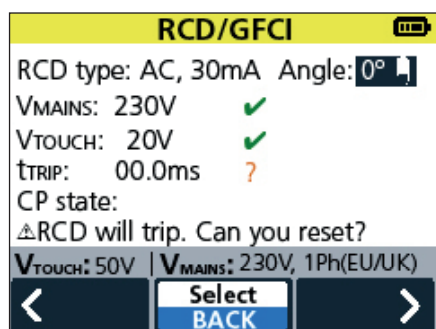 RCD/GFCI
RCD type: AC, 30mA Angle: 0°
VMAINS: 230V ✔
VTOUCH: 20V ✔
tTRIP: 00.0ms ?
CP state:
⚠RCD will trip. Can you reset?
VTOUCH: 50V | VMAINS: 230V, 1Ph(EU/UK)
< Select >
BACK